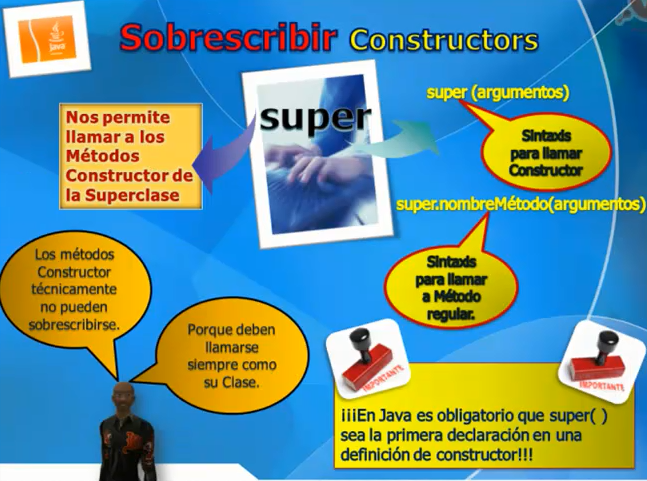 Java
Sobrescribir Constructors
super
Nos permite
llamar a los
Métodos
Constructor de
la Superclase
super (argumentos)
Sintaxis
para llamar
Constructor
super.nombreMétodo(argumentos)
Sintaxis
para llamar
a Método
regular.
Los métodos
Constructor
técnicamente
no pueden
sobrescribirse.
Porque deben
llamarse
siempre como
su Clase.
IMPORTANTE
IMPORTANTE
¡¡¡En Java es obligatorio que super( )
sea la primera declaración en una
definición de constructor!!!